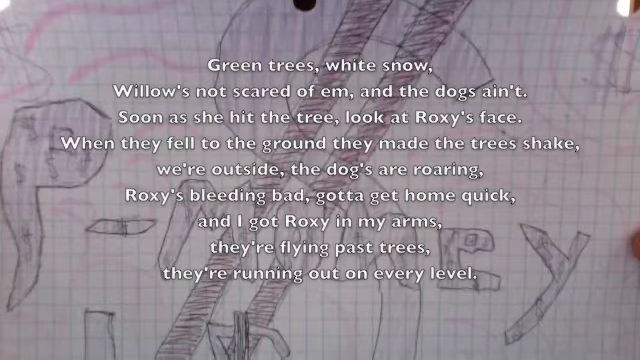 Green trees, white snow,
Willow's not scared of em, and the dogs ain't.
Soon as she hit the tree, look at Roxy's face.
When they fell to the ground they made the trees shake,
we're outside, the dog's are roaring,
Roxy's bleeding bad, gotta get home quick,
and I got Roxy in my arms,
they're flying past trees,
they're running out on every level.